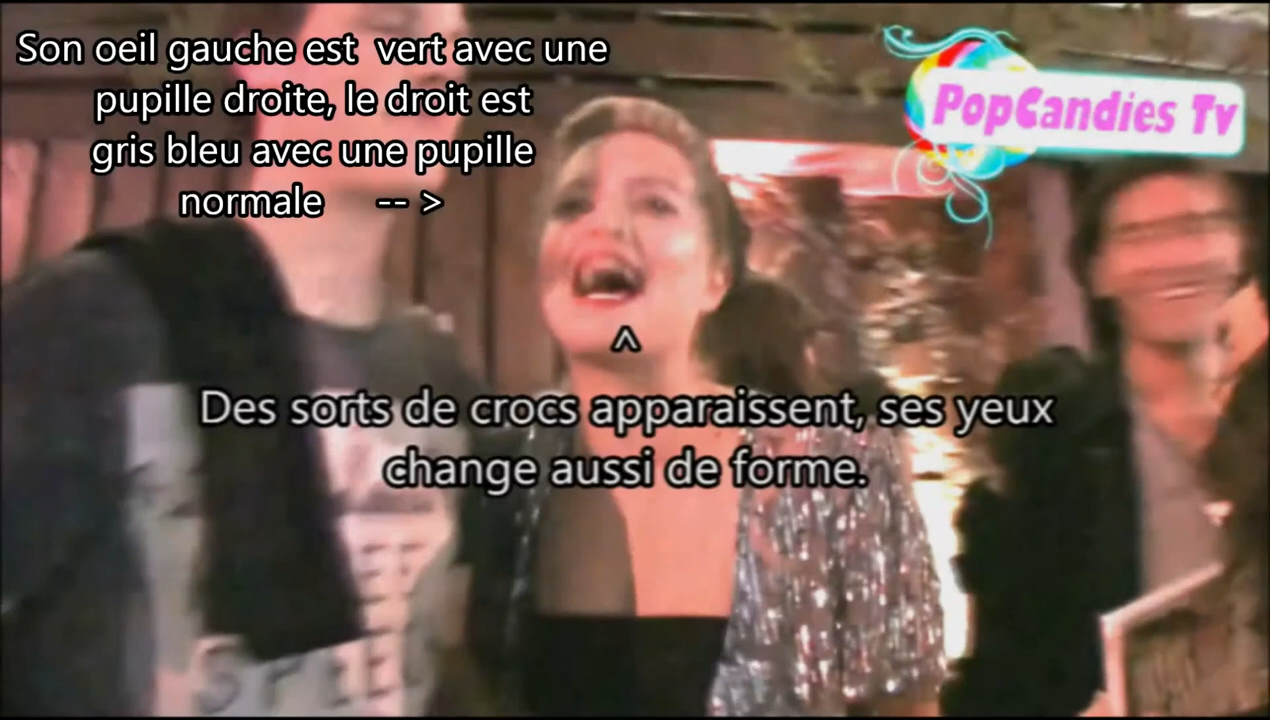 Son oeil gauche est vert avec une
pupille droite, le droit est
gris bleu avec une pupille
normale -- >
PopCandies Tv
^
Des sorts de crocs apparaissent, ses yeux
change aussi de forme.